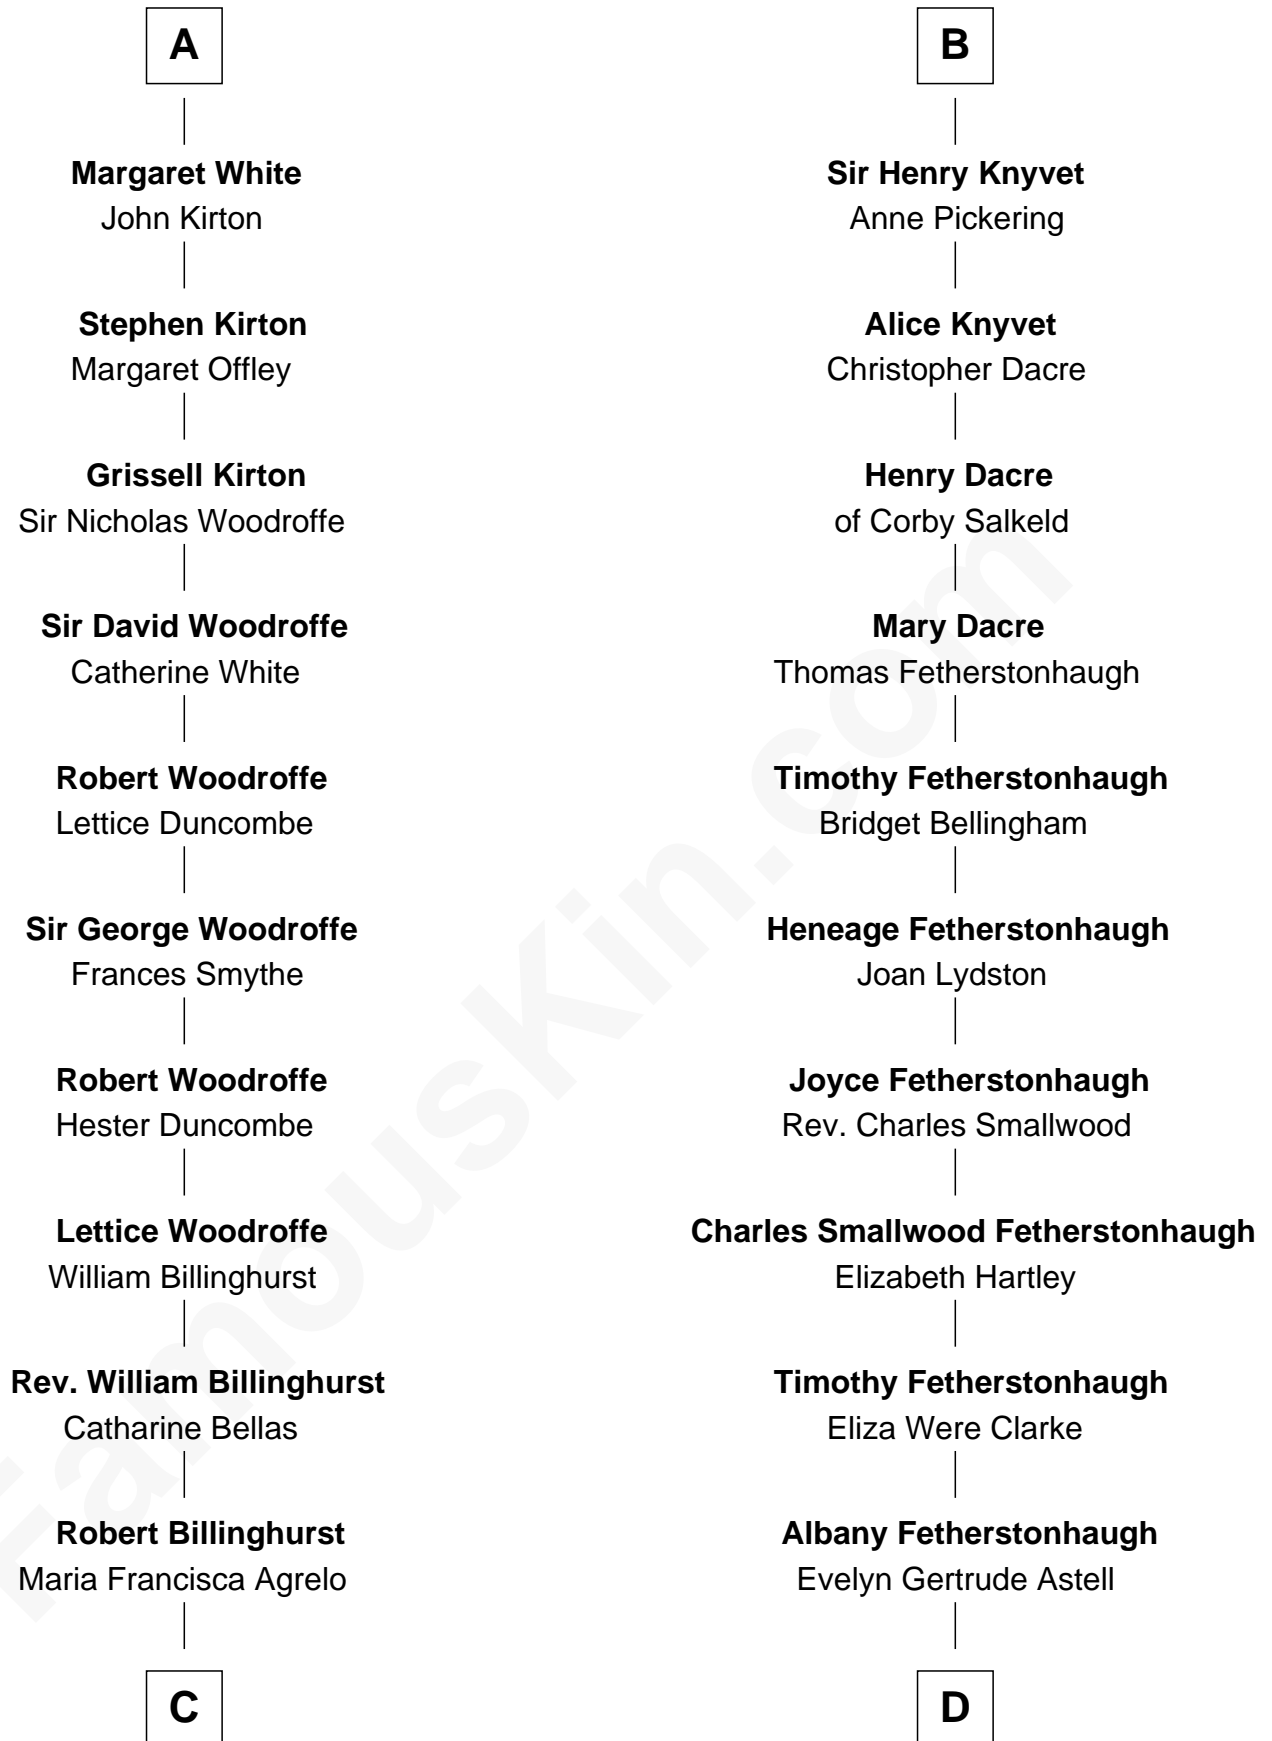 A
Margaret White
John Kirton
Stephen Kirton
Margaret Offley
Grissell Kirton
Sir Nicholas Woodroffe
Sir David Woodroffe
Catherine White
Robert Woodroffe
Lettice Duncombe
Sir George Woodroffe
Frances Smythe
Robert Woodroffe
Hester Duncombe
Lettice Woodroffe
William Billinghurst
Rev. William Billinghurst
Catharine Bellas
Robert Billinghurst
Maria Francisca Agrelo
C
B
Sir Henry Knyvet
Anne Pickering
Alice Knyvet
Christopher Dacre
Henry Dacre
of Corby Salkeld
Mary Dacre
Thomas Fetherstonhaugh
Timothy Fetherstonhaugh
Bridget Bellingham
Heneage Fetherstonhaugh
Joan Lydston
Joyce Fetherstonhaugh
Rev. Charles Smallwood
Charles Smallwood Fetherstonhaugh
Elizabeth Hartley
Timothy Fetherstonhaugh
Eliza Were Clarke
Albany Fetherstonhaugh
Evelyn Gertrude Astell
D
FamousKin.com